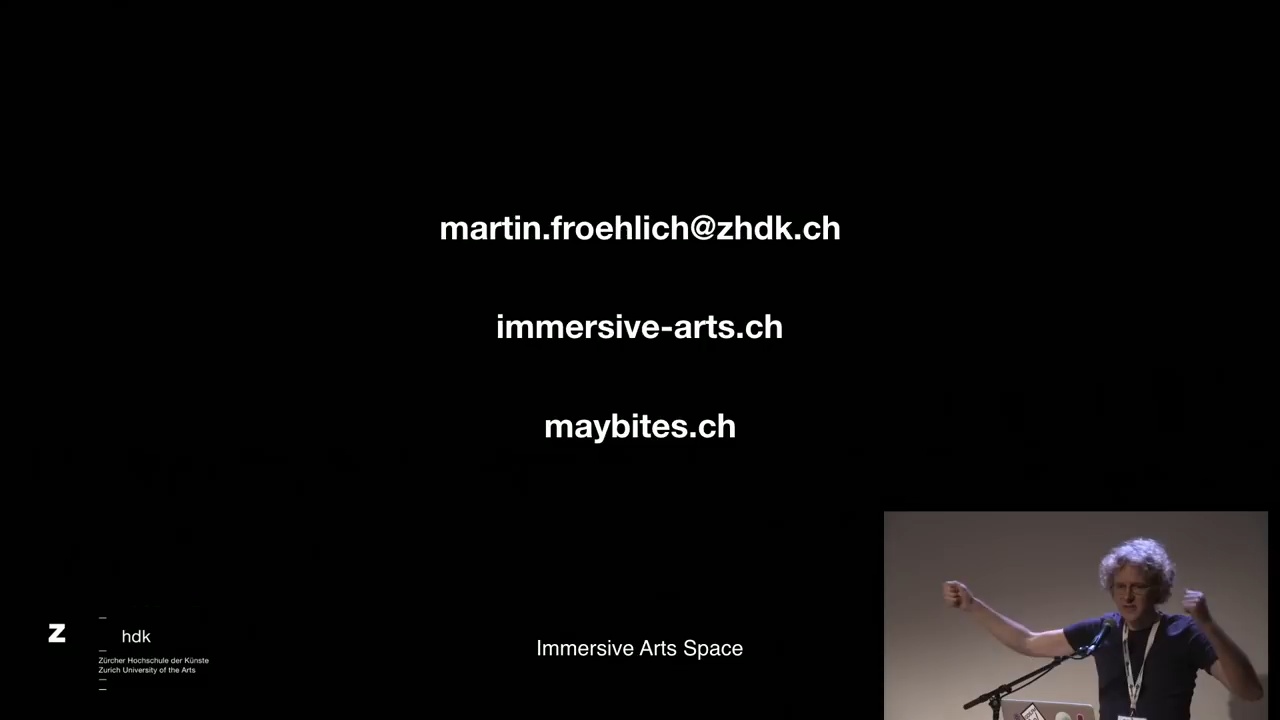 martin.froehlich@zhdk.ch
immersive-arts.ch
maybites.ch
Z
hdk
Zürcher Hochschule der Künste
Zurich University of the Arts
Immersive Arts Space